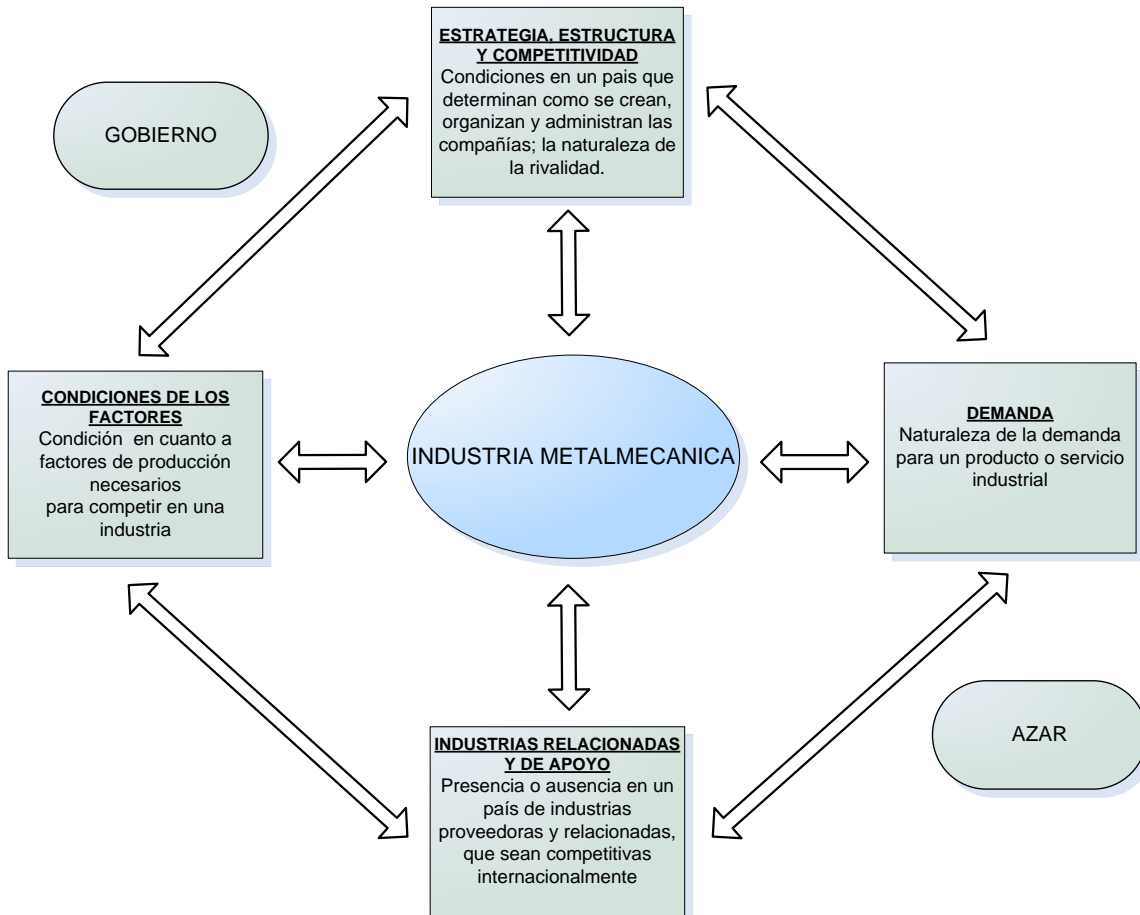 ESTRATEGIA, ESTRUCTURA
Y COMPETITIVIDAD
Condiciones en un pais que
determinan como se crean,
organizan y administran las
compañías; la naturaleza de
la rivalidad.
GOBIERNO
CONDICIONES DE LOS
FACTORES
Condición en cuanto a
factores de producción
necesarios
para competir en una
industria
INDUSTRIA METALMECANICA
DEMANDA
Naturaleza de la demanda
para un producto o servicio
industrial
INDUSTRIAS RELACIONADAS
Y DE APOYO
Presencia o ausencia en un
país de industrias
proveedoras y relacionadas,
que sean competitivas
internacionalmente
AZAR